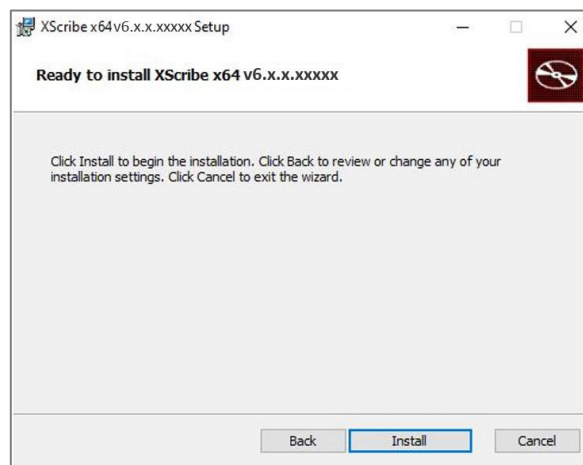 XScribe x64 v6.x.x.xxxxx Setup
Ready to install XScribe x64 v6.x.x.xxxxx
Click Install to begin the installation. Click Back to review or change any of your
installation settings. Click Cancel to exit the wizard.
Back Install Cancel